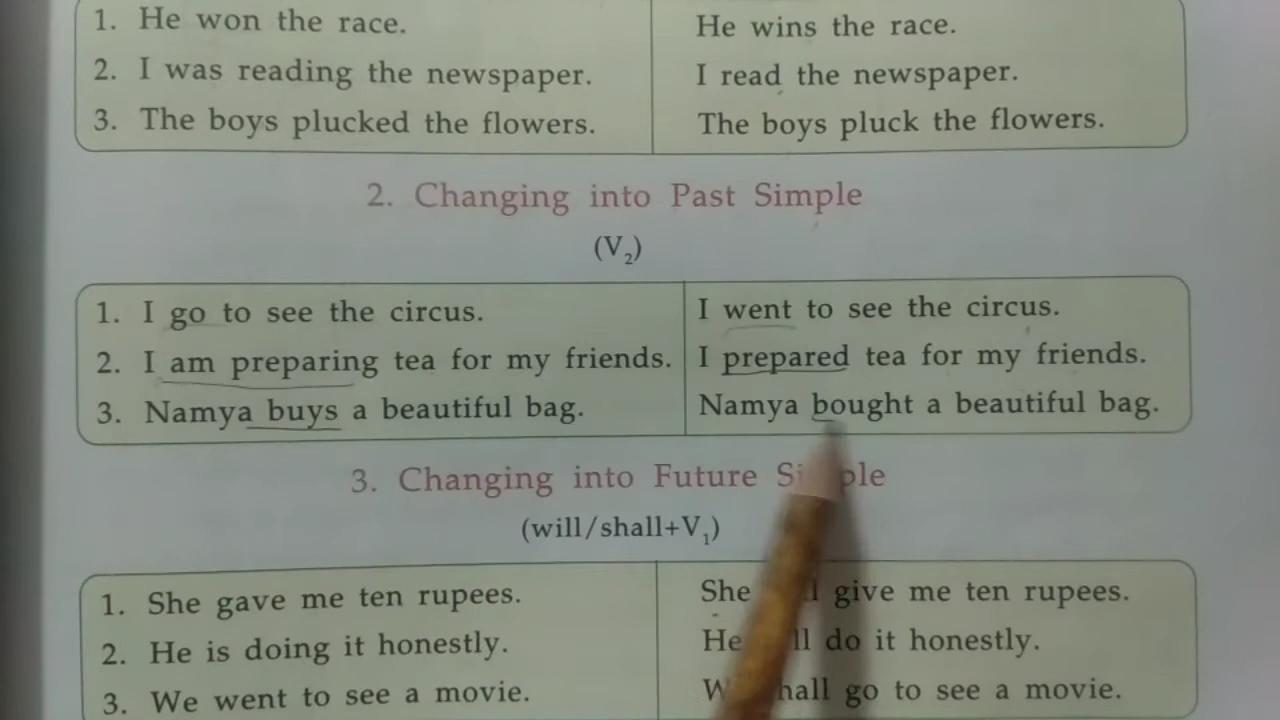 1. He won the race. He wins the race.
2. I was reading the newspaper. I read the newspaper.
3. The boys plucked the flowers. The boys pluck the flowers.
2. Changing into Past Simple
(V₂)
1. I go to see the circus. I went to see the circus.
2. I am preparing tea for my friends. I prepared tea for my friends.
3. Namya buys a beautiful bag. Namya bought a beautiful bag.
3. Changing into Future Simple
(will/shall+V₁)
1. She gave me ten rupees. She give me ten rupees.
2. He is doing it honestly. He do it honestly.
3. We went to see a movie. go to see a movie.